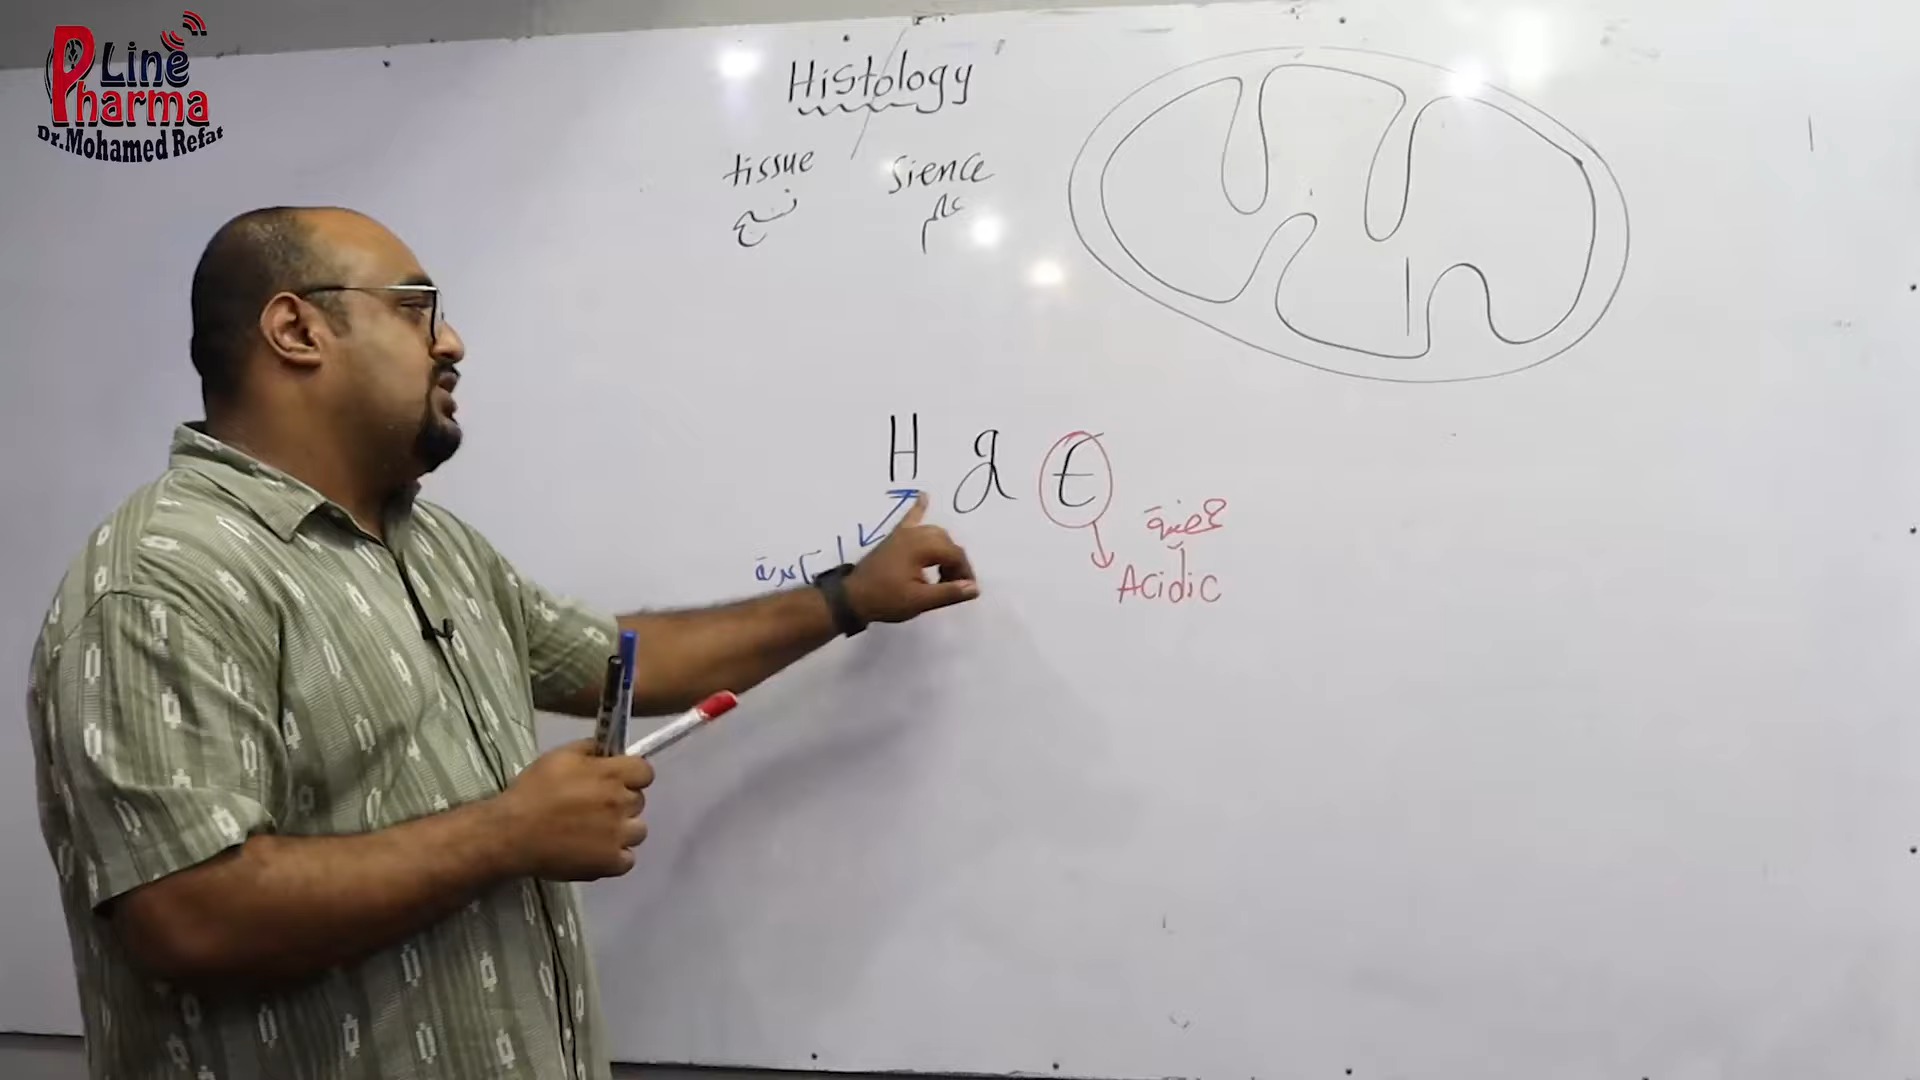 Line
Pharma
Dr.Mohamed Refat
Histology
tissue Sience
نسيج علم
H & E
حمضية
Acidic